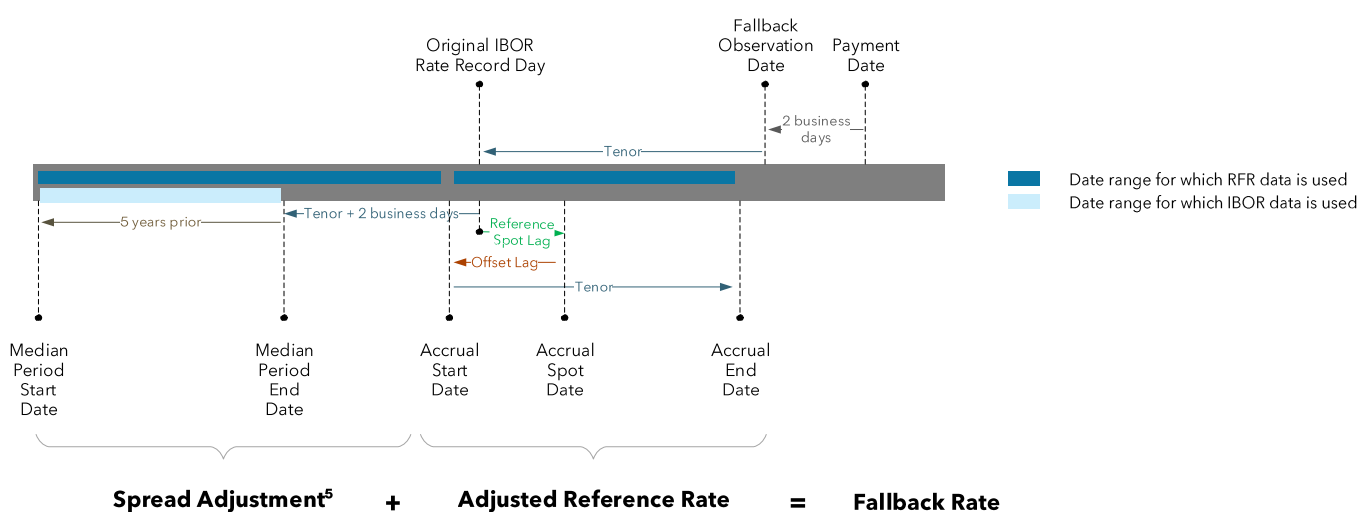 Original IBOR
Rate Record Day
Fallback
Observation
Date
Payment
Date
2 business
days
Tenor
Date range for which RFR data is used
Date range for which IBOR data is used
5 years prior
Tenor + 2 business days
Reference
Spot Lag
Offset Lag
Tenor
Median
Period
Start
Date
Median
Period
End
Date
Accrual
Start
Date
Accrual
Spot
Date
Accrual
End
Date
Spread Adjustment⁵ + Adjusted Reference Rate = Fallback Rate